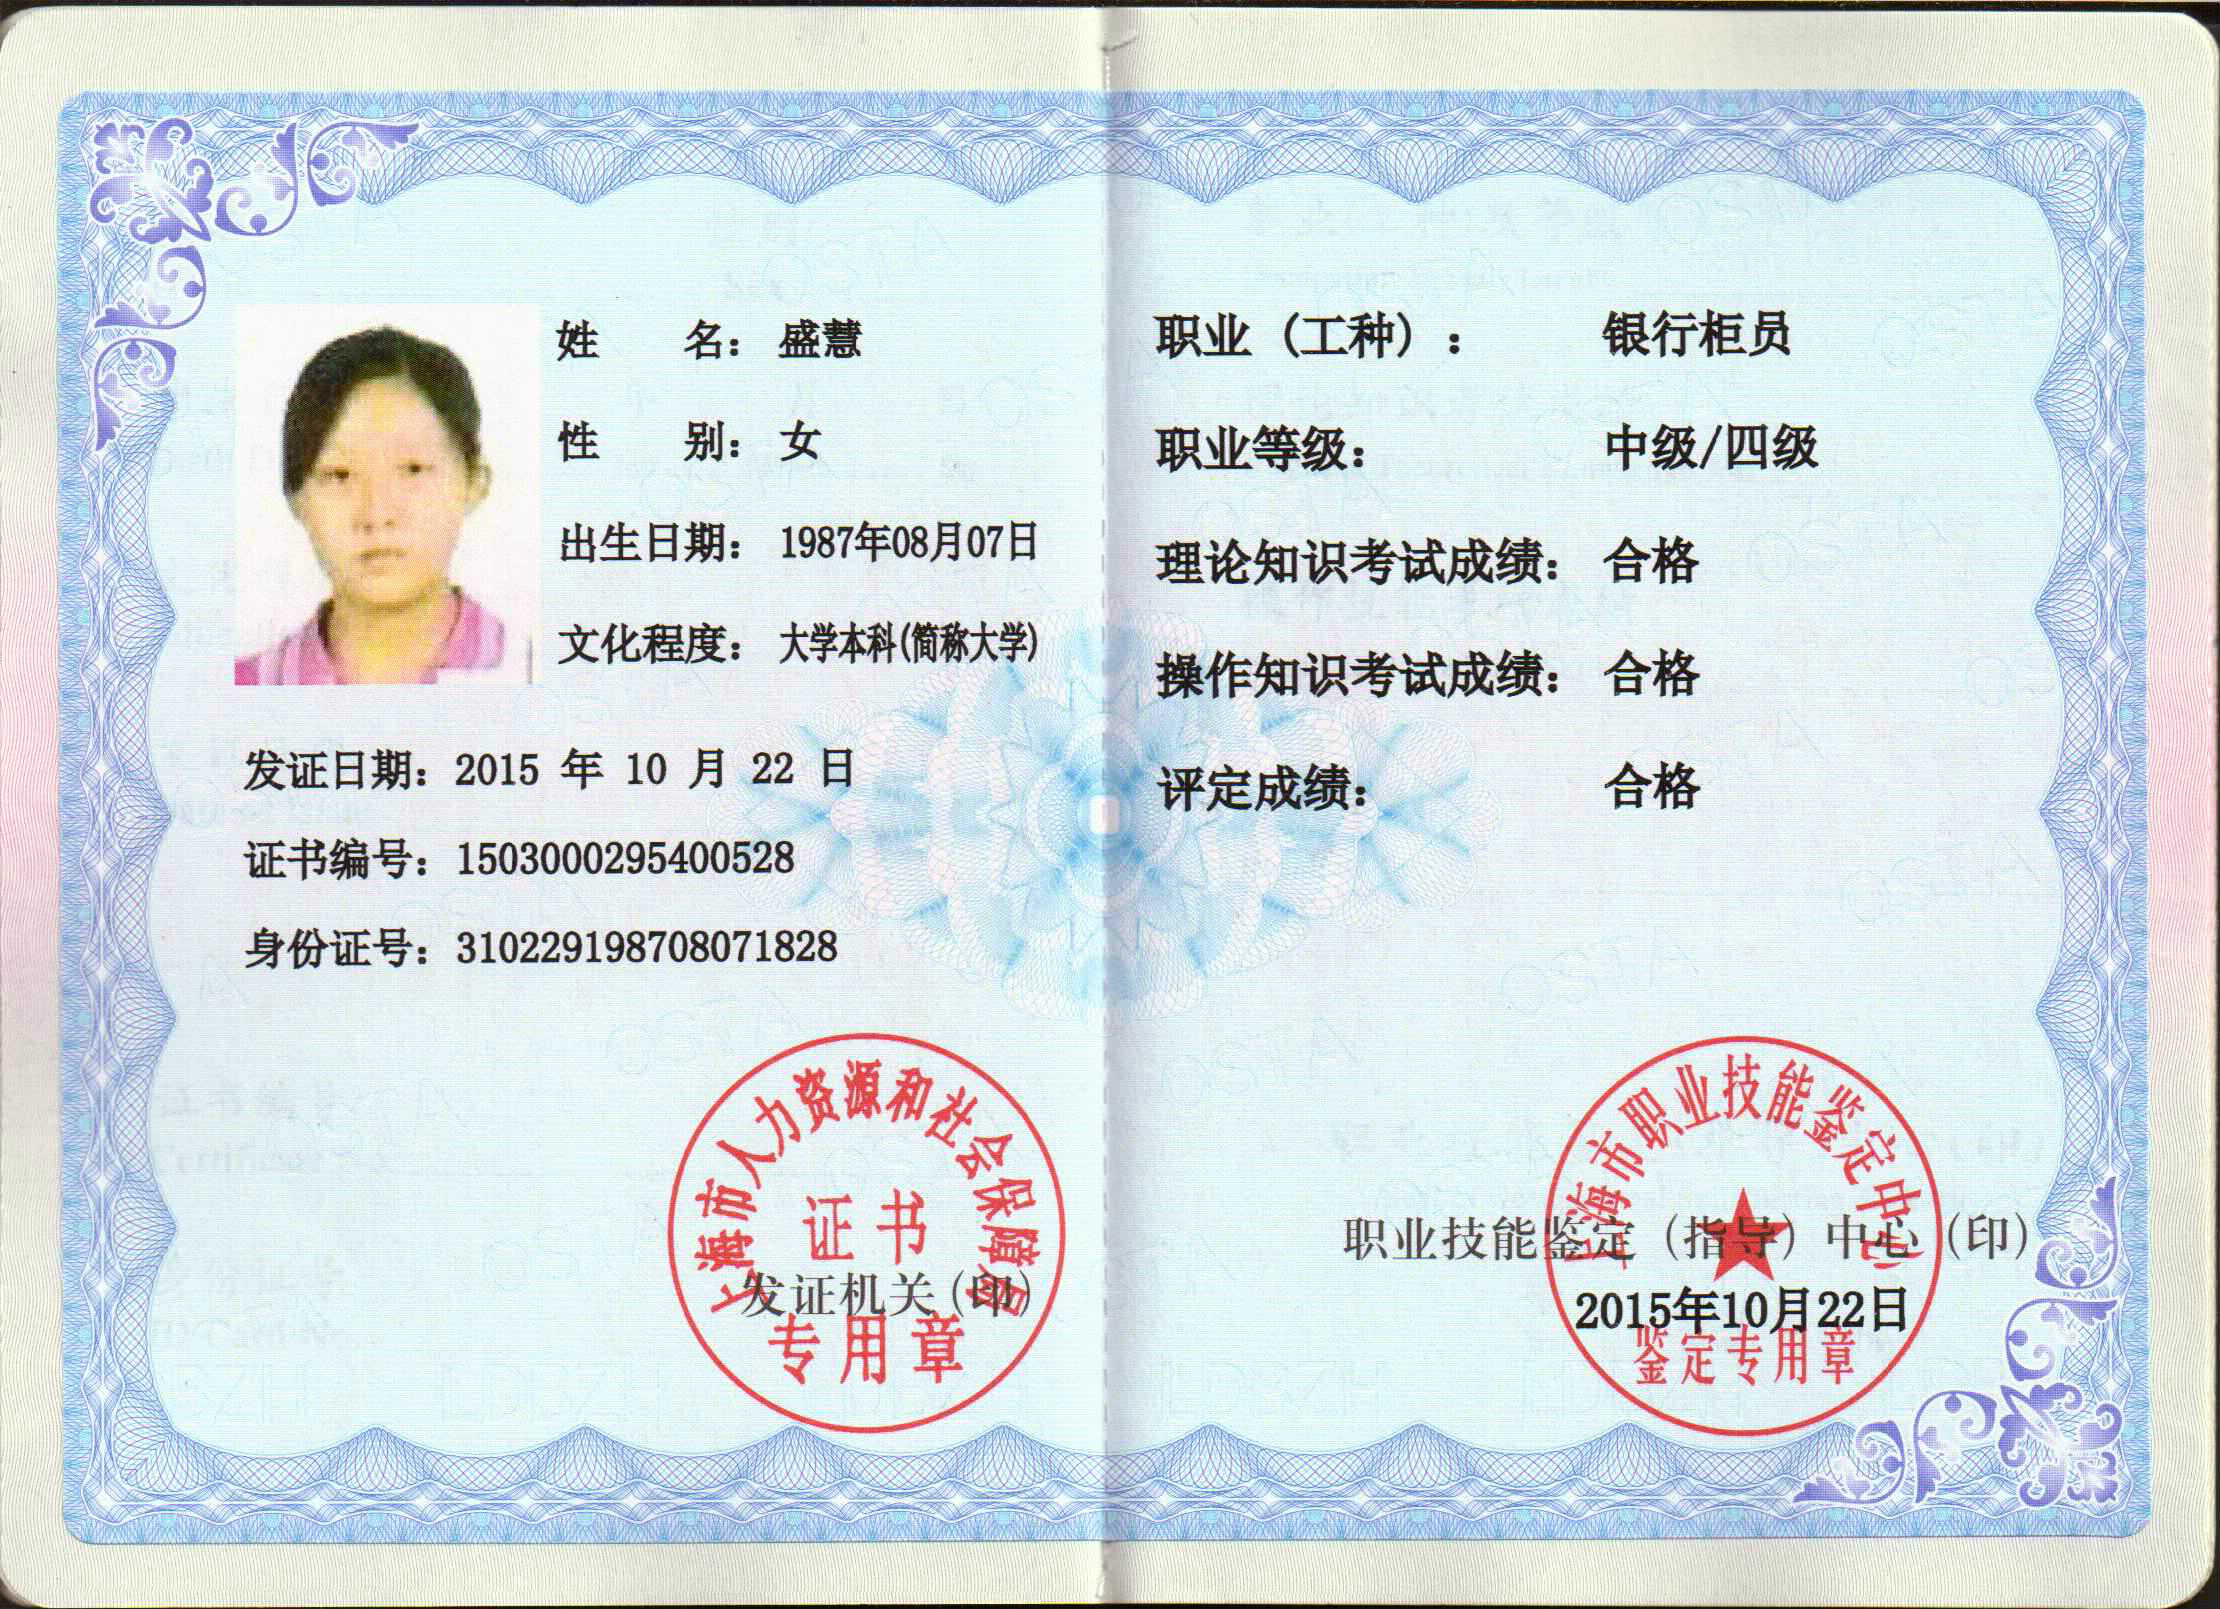 姓 名： 盛慧
性 别： 女
出生日期： 1987年08月07日
文化程度： 大学本科(简称大学)
发证日期：2015 年 10 月 22 日
证书编号：1503000295400528
身份证号：310229198708071828
上海市人力资源和社会保障局
证书
发证机关(印)
专用章
职业（工种）： 银行柜员
职业等级： 中级/四级
理论知识考试成绩： 合格
操作知识考试成绩： 合格
评定成绩： 合格
上海市职业技能鉴定中心
职业技能鉴定（指导）中心（印）
2015年10月22日
鉴定专用章